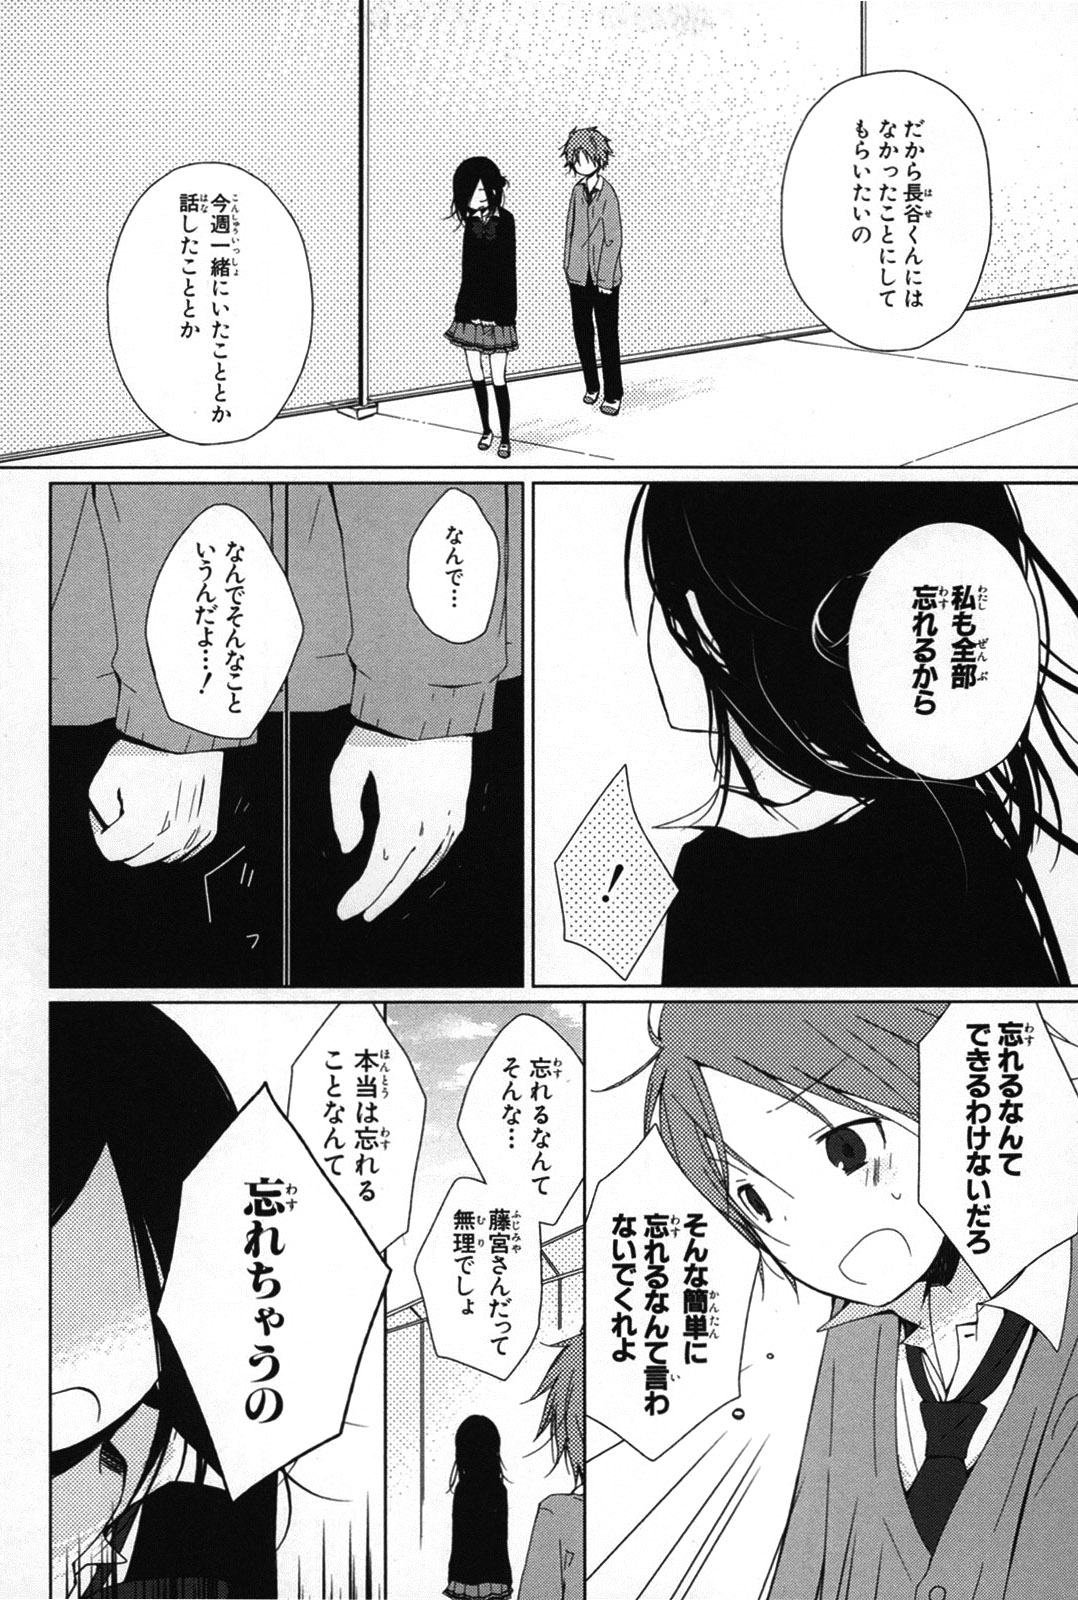 だから長谷くんには
なかったことにして
もらいたいの
今週一緒にいたこととか
話したこととか
私も全部
忘れるから
！
なんで…
なんでそんなこと
いうんだよ…！
忘れるなんて
できるわけないだろ
そんな簡単に
忘れるなんて言わ
ないでくれよ
忘れるなんて
そんな…
藤宮さんだって
無理でしょ
本当は忘れる
ことなんて
忘れちゃうの